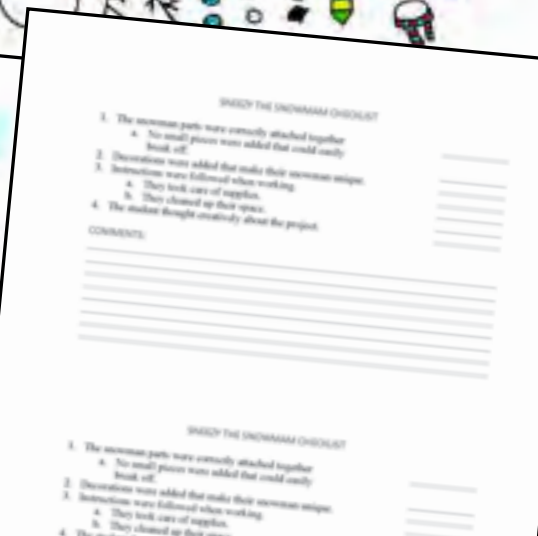 SNEEZY THE SNOWMAM CHECKLIST
1. The snowman parts were correctly attached together
a. No small pieces were added that could easily
break off.
2. Decorations were added that make their snowman unique.
3. Instructions were followed when working.
a. They took care of supplies.
b. They cleaned up their space.
4. The student thought creatively about the project.
COMMENTS:
SNEEZY THE SNOWMAM CHECKLIST
1. The snowman parts were correctly attached together
a. No small pieces were added that could easily
break off.
2. Decorations were added that make their snowman unique.
3. Instructions were followed when working.
a. They took care of supplies.
b. They cleaned up their space.
4. The student